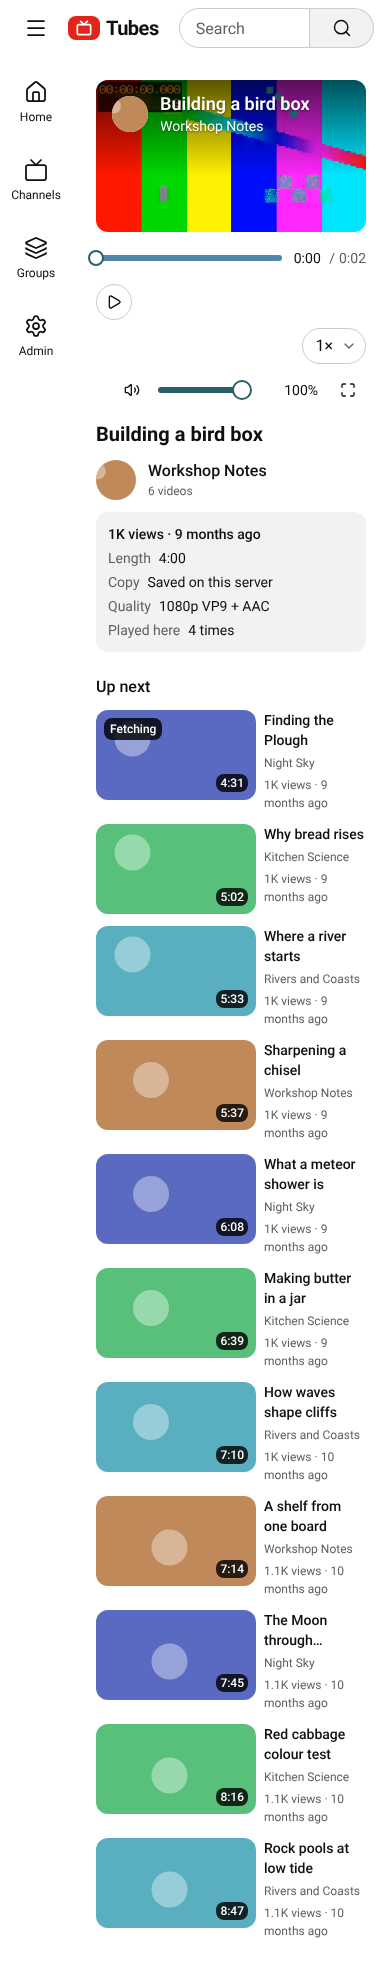 Tubes
Search
Home
Channels
Groups
Admin
00:00:00.000
Building a bird box
Workshop Notes
0:00 / 0:02
1×
100%
Building a bird box
Workshop Notes
6 videos
1K views · 9 months ago
Length 4:00
Copy Saved on this server
Quality 1080p VP9 + AAC
Played here 4 times
Up next
Fetching
4:31
Finding the
Plough
Night Sky
1K views · 9
months ago
5:02
Why bread rises
Kitchen Science
1K views · 9
months ago
5:33
Where a river
starts
Rivers and Coasts
1K views · 9
months ago
5:37
Sharpening a
chisel
Workshop Notes
1K views · 9
months ago
6:08
What a meteor
shower is
Night Sky
1K views · 9
months ago
6:39
Making butter
in a jar
Kitchen Science
1K views · 9
months ago
7:10
How waves
shape cliffs
Rivers and Coasts
1K views · 10
months ago
7:14
A shelf from
one board
Workshop Notes
1.1K views · 10
months ago
7:45
The Moon
through…
Night Sky
1.1K views · 10
months ago
8:16
Red cabbage
colour test
Kitchen Science
1.1K views · 10
months ago
8:47
Rock pools at
low tide
Rivers and Coasts
1.1K views · 10
months ago